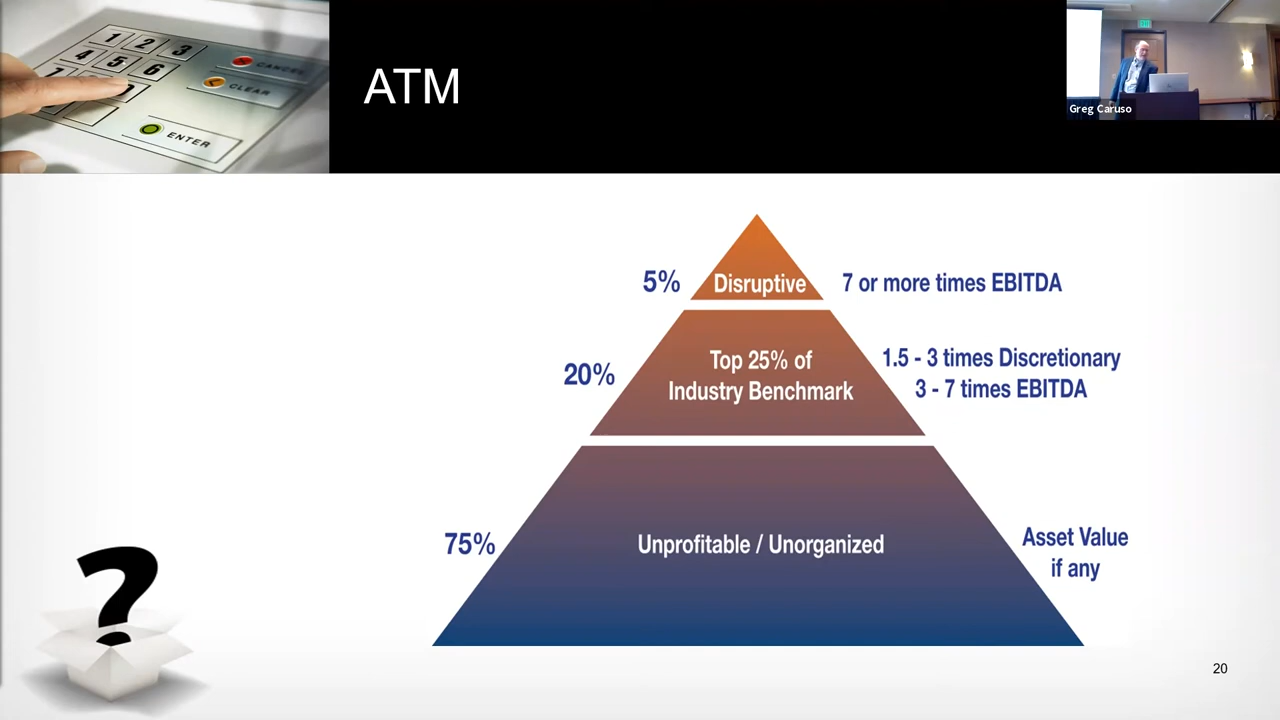 1 2 3
4 5 6
7
CANCEL
CLEAR
ENTER
ATM
Greg Caruso
5%
Disruptive
7 or more times EBITDA
20%
Top 25% of
Industry Benchmark
1.5 - 3 times Discretionary
3 - 7 times EBITDA
75%
Unprofitable / Unorganized
Asset Value
if any
?
20